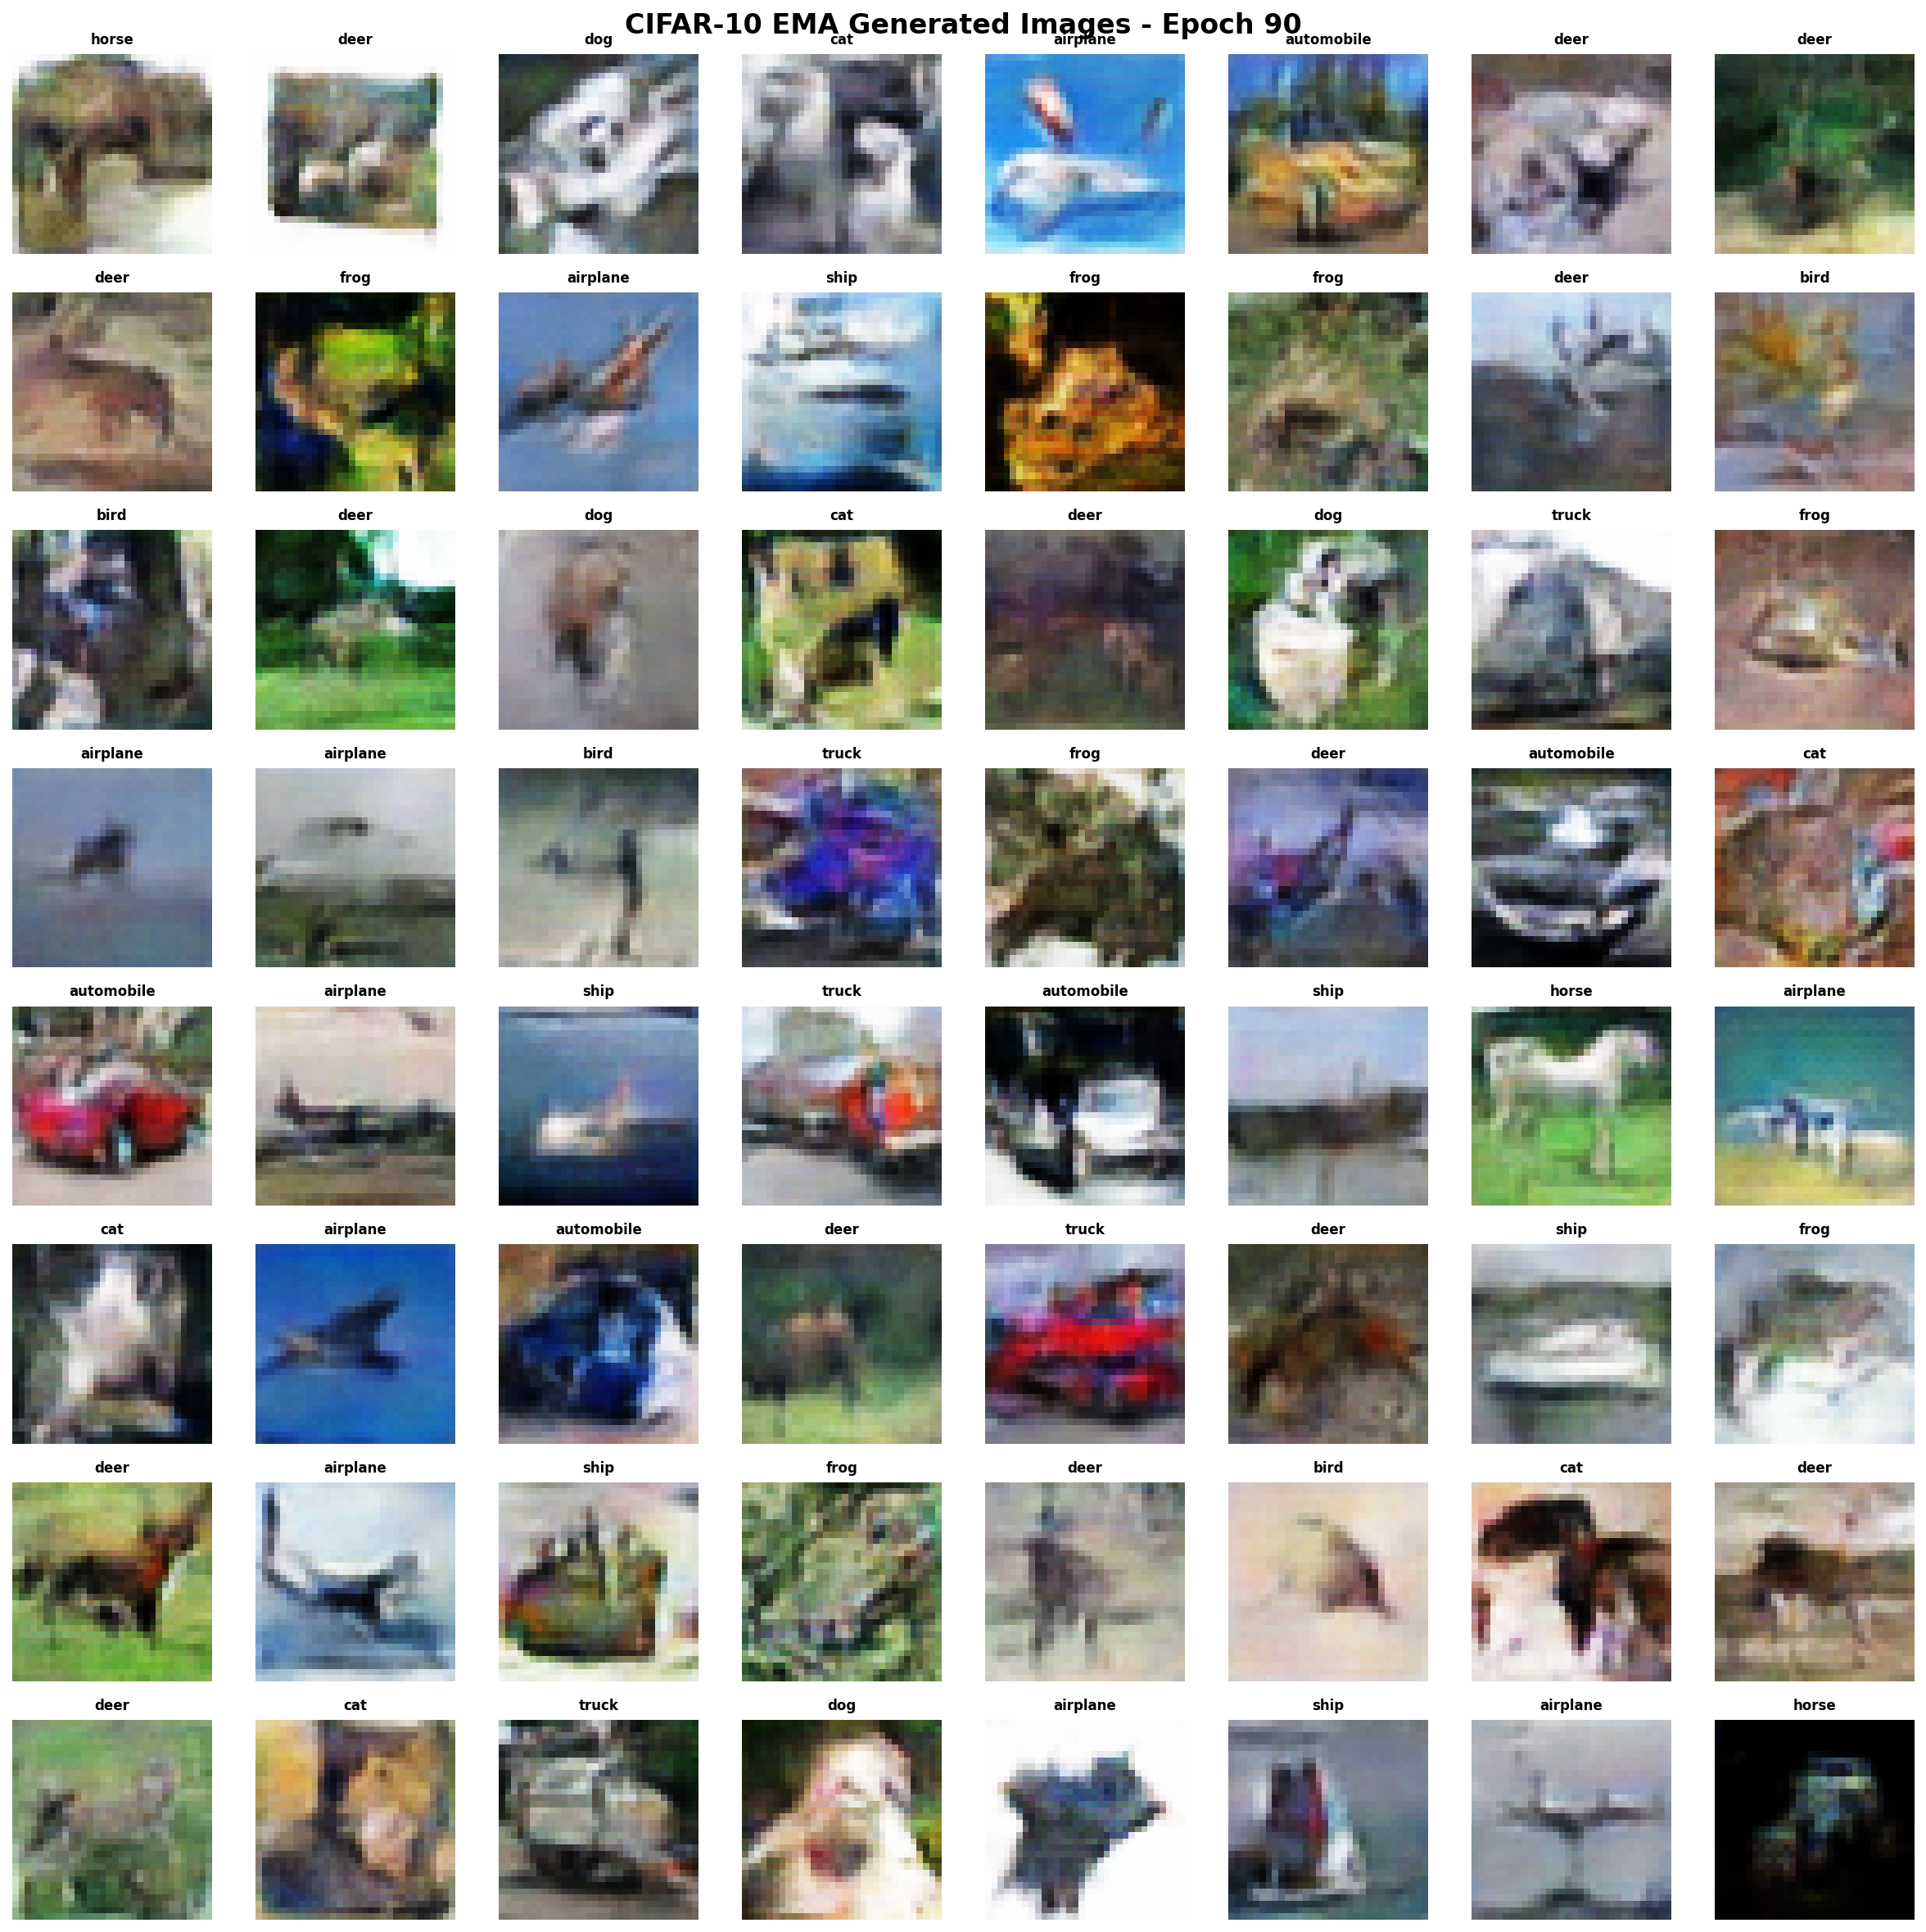 CIFAR-10 EMA Generated Images - Epoch 90
horse deer dog cat airplane automobile deer deer
deer frog airplane ship frog frog deer bird
bird deer dog cat deer dog truck frog
airplane airplane bird truck frog deer automobile cat
automobile airplane ship truck automobile ship horse airplane
cat airplane automobile deer truck deer ship frog
deer airplane ship frog deer bird cat deer
deer cat truck dog airplane ship airplane horse